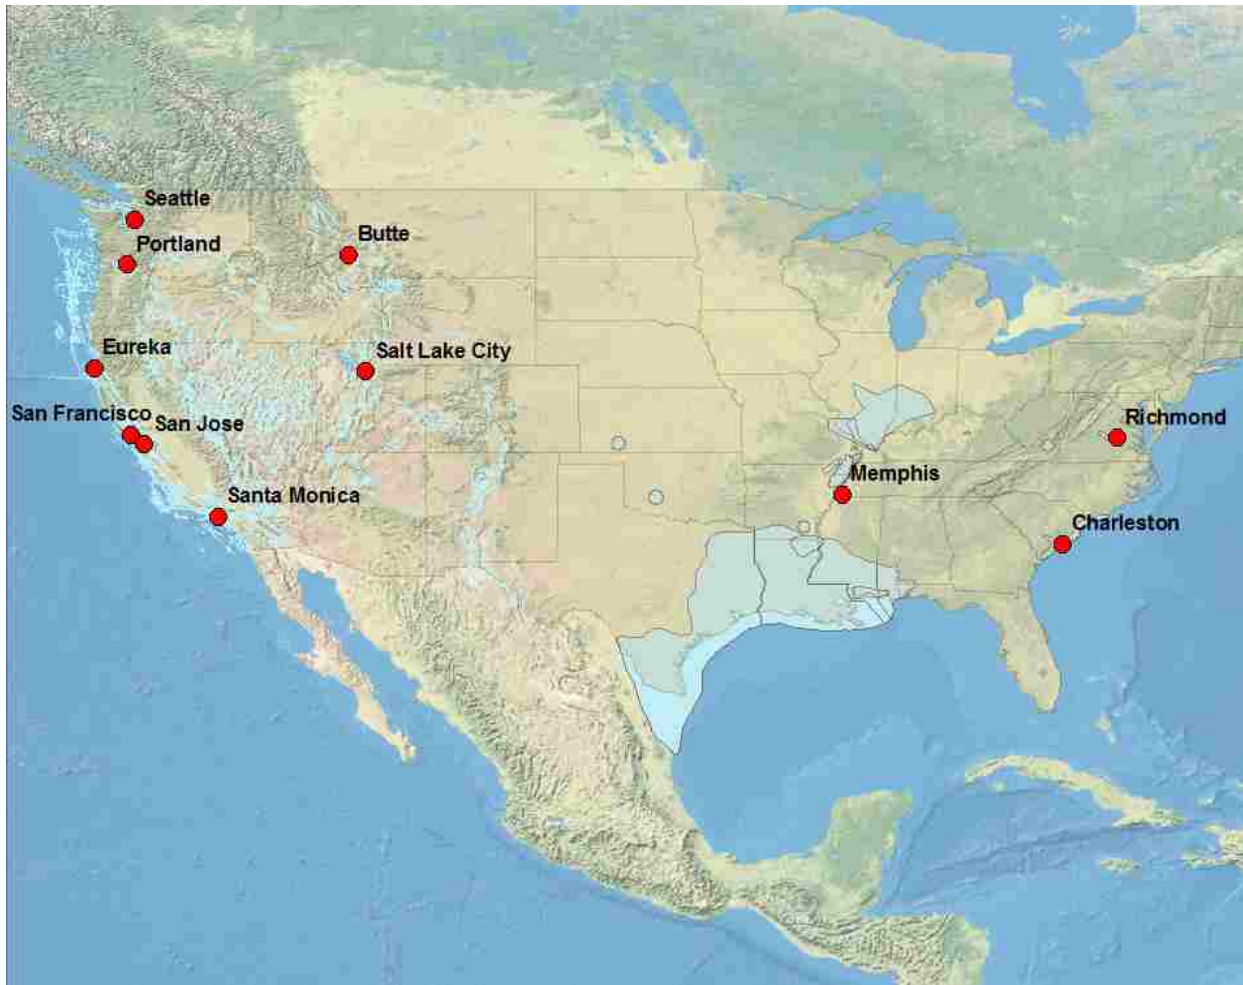 Seattle
Butte
Portland
Eureka
Salt Lake City
San Francisco
San Jose
Richmond
Memphis
Santa Monica
Charleston